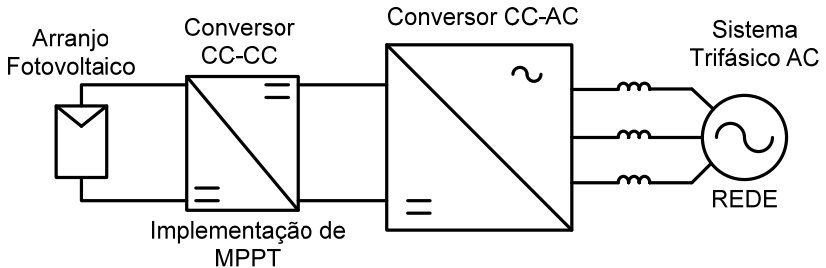 Arranjo
Fotovoltaico
Conversor
CC-CC
Implementação de
MPPT
Conversor CC-AC
Sistema
Trifásico AC
REDE